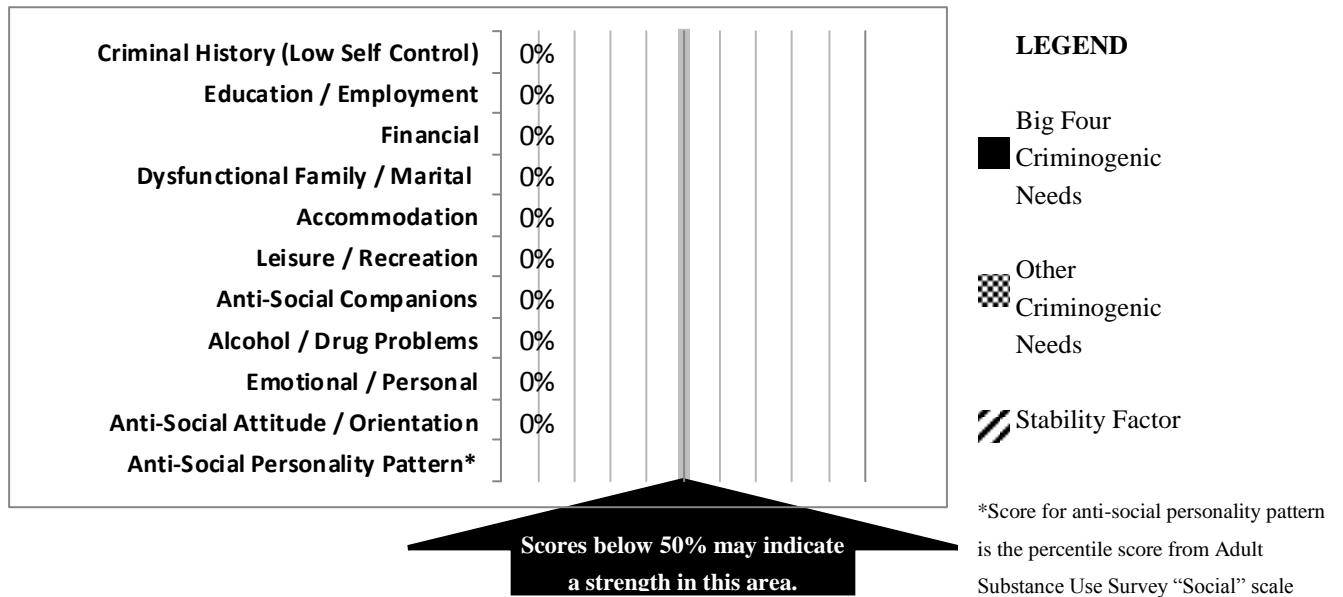 Criminal History (Low Self Control) 0%
Education / Employment 0%
Financial 0%
Dysfunctional Family / Marital 0%
Accommodation 0%
Leisure / Recreation 0%
Anti-Social Companions 0%
Alcohol / Drug Problems 0%
Emotional / Personal 0%
Anti-Social Attitude / Orientation 0%
Anti-Social Personality Pattern*
Scores below 50% may indicate
a strength in this area.
LEGEND
Big Four
Criminogenic
Needs
Other
Criminogenic
Needs
Stability Factor
*Score for anti-social personality pattern
is the percentile score from Adult
Substance Use Survey “Social” scale